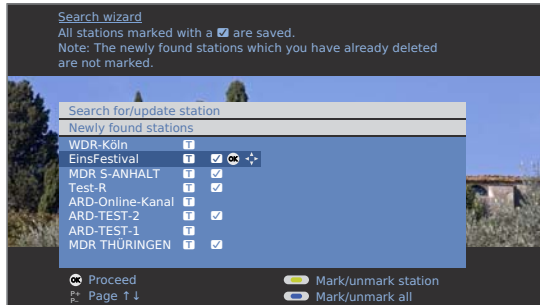 Search wizard
All stations marked with a ☑ are saved.
Note: The newly found stations which you have already deleted
are not marked.
Search for/update station
Newly found stations
WDR-Köln T
EinsFestival T ☑ OK
MDR S-ANHALT T ☑
Test-R T ☑
ARD-Online-Kanal T
ARD-TEST-2 T ☑
ARD-TEST-1 T
MDR THÜRINGEN T ☑
OK Proceed
Mark/unmark station
P+ P- Page ↑↓
Mark/unmark all